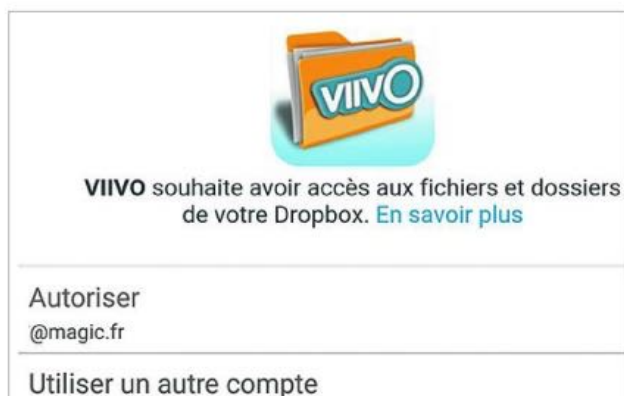 VIIVO
VIIVO souhaite avoir accès aux fichiers et dossiers
de votre Dropbox. En savoir plus
Autoriser
@magic.fr
Utiliser un autre compte